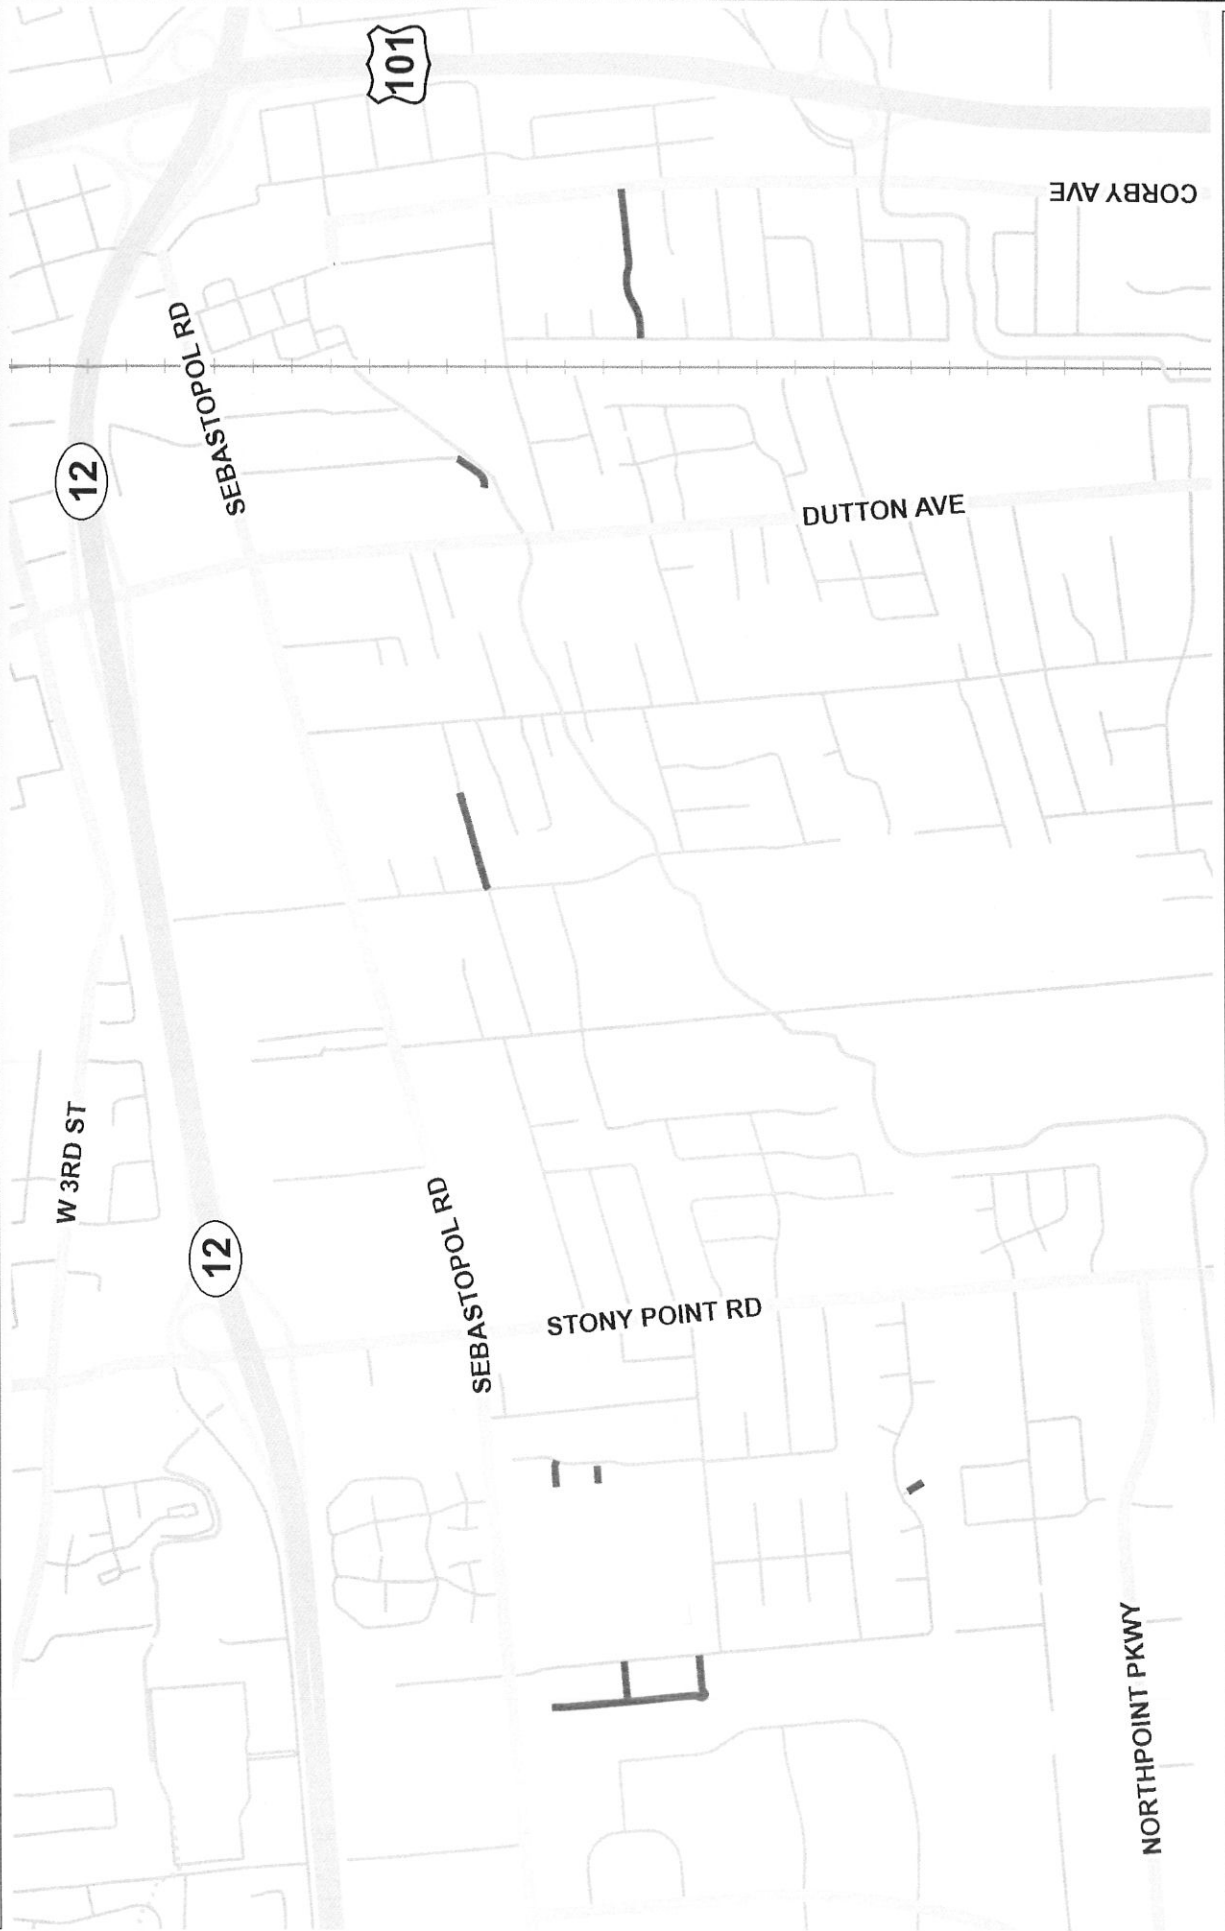 101
CORBY AVE
SEBASTOPOL RD
12
DUTTON AVE
W 3RD ST
12
SEBASTOPOL RD
STONY POINT RD
NORTHPOINT PKWY